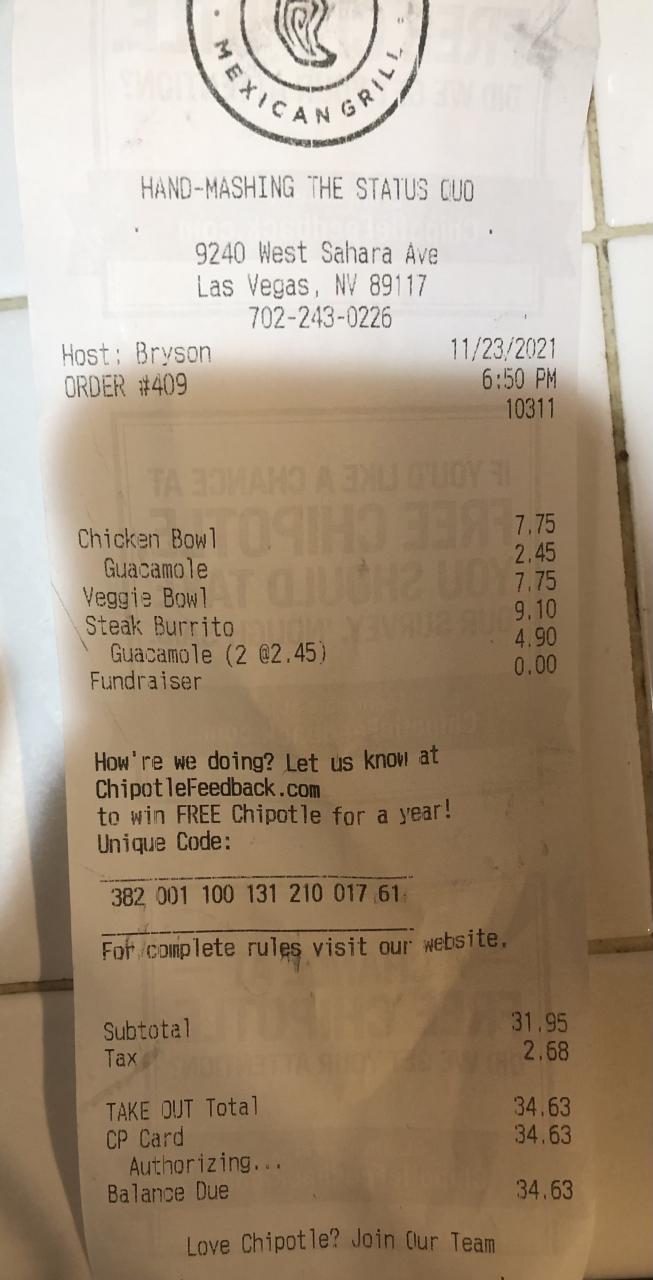 MEXICAN GRILL
HAND-MASHING THE STATUS QUO
9240 West Sahara Ave
Las Vegas, NV 89117
702-243-0226
Host: Bryson 11/23/2021
ORDER #409 6:50 PM
10311
Chicken Bowl 7.75
Guacamole 2.45
Veggie Bowl 7.75
Steak Burrito 9.10
Guacamole (2 @2.45) 4.90
Fundraiser 0.00
How're we doing? Let us know at
ChipotleFeedback.com
to win FREE Chipotle for a year!
Unique Code:
382 001 100 131 210 017 61
For complete rules visit our website.
Subtotal 31.95
Tax 2.68
TAKE OUT Total 34.63
CP Card 34.63
Authorizing...
Balance Due 34.63
Love Chipotle? Join Our Team